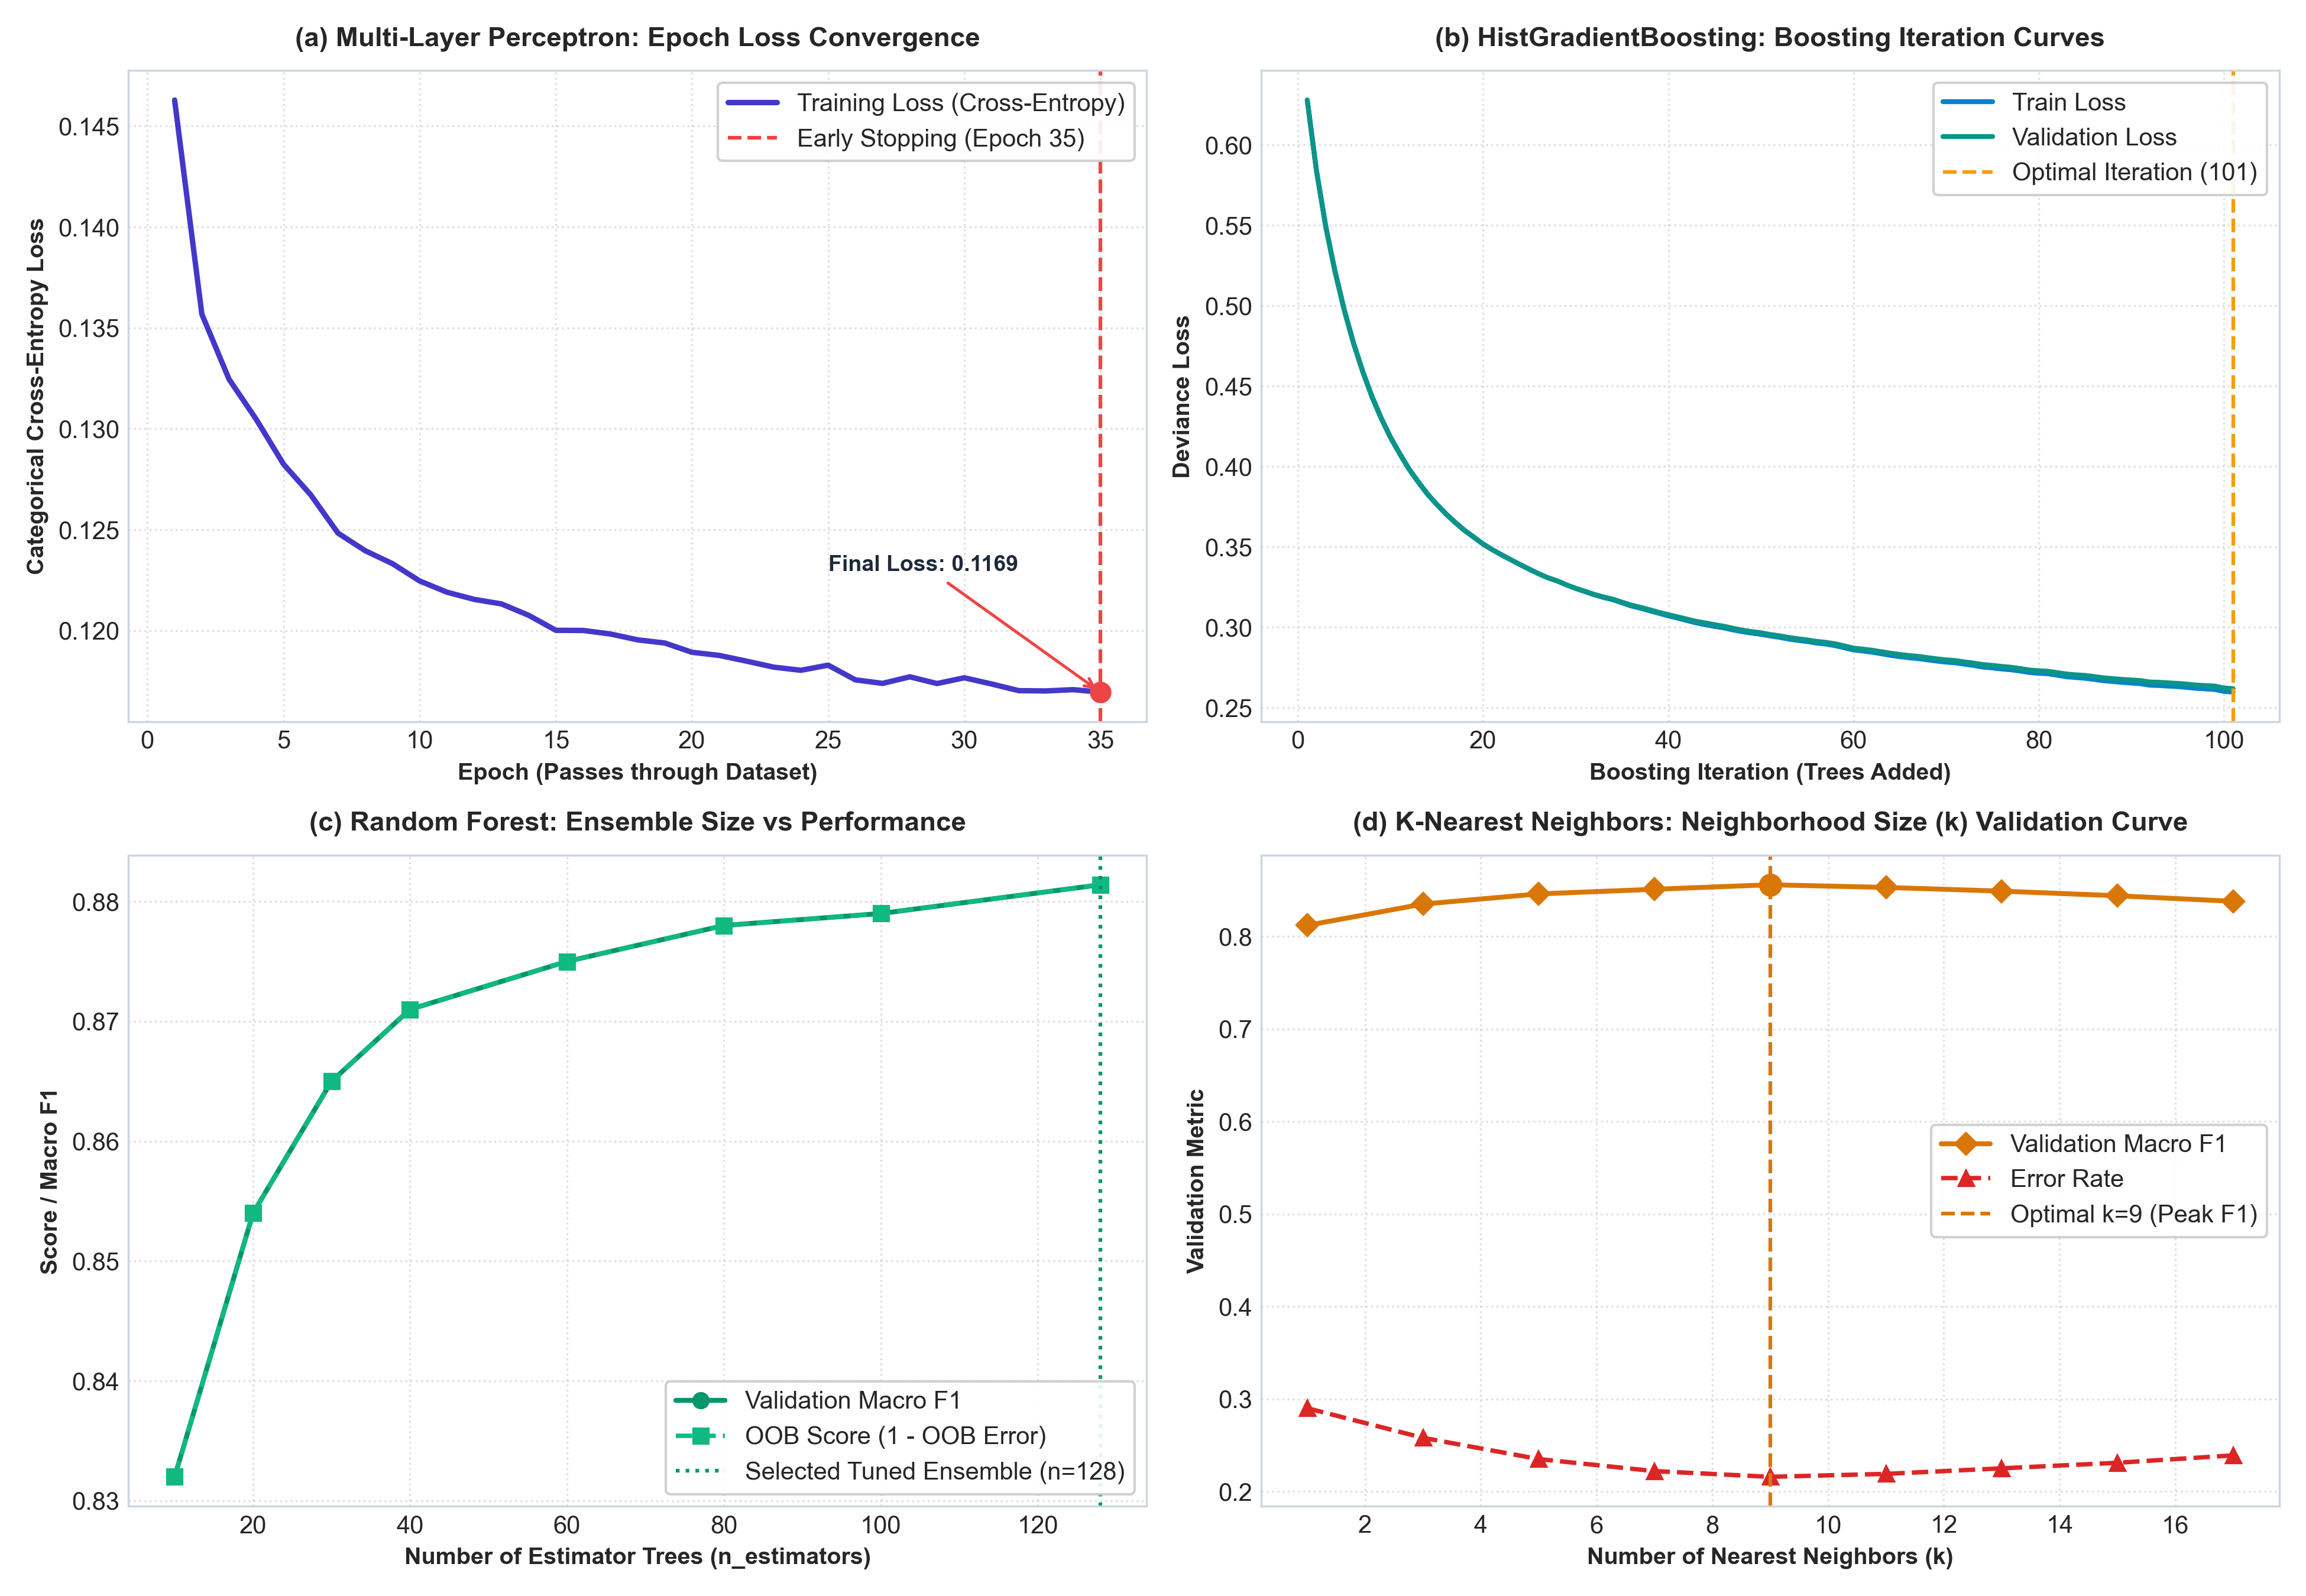 (a) Multi-Layer Perceptron: Epoch Loss Convergence
Categorical Cross-Entropy Loss
0.145
0.140
0.135
0.130
0.125
0.120
Training Loss (Cross-Entropy)
Early Stopping (Epoch 35)
Final Loss: 0.1169
0 5 10 15 20 25 30 35
Epoch (Passes through Dataset)
(b) HistGradientBoosting: Boosting Iteration Curves
Deviance Loss
0.60
0.55
0.50
0.45
0.40
0.35
0.30
0.25
Train Loss
Validation Loss
Optimal Iteration (101)
0 20 40 60 80 100
Boosting Iteration (Trees Added)
(c) Random Forest: Ensemble Size vs Performance
Score / Macro F1
0.88
0.87
0.86
0.85
0.84
0.83
Validation Macro F1
OOB Score (1 - OOB Error)
Selected Tuned Ensemble (n=128)
20 40 60 80 100 120
Number of Estimator Trees (n_estimators)
(d) K-Nearest Neighbors: Neighborhood Size (k) Validation Curve
Validation Metric
0.8
0.7
0.6
0.5
0.4
0.3
0.2
Validation Macro F1
Error Rate
Optimal k=9 (Peak F1)
2 4 6 8 10 12 14 16
Number of Nearest Neighbors (k)